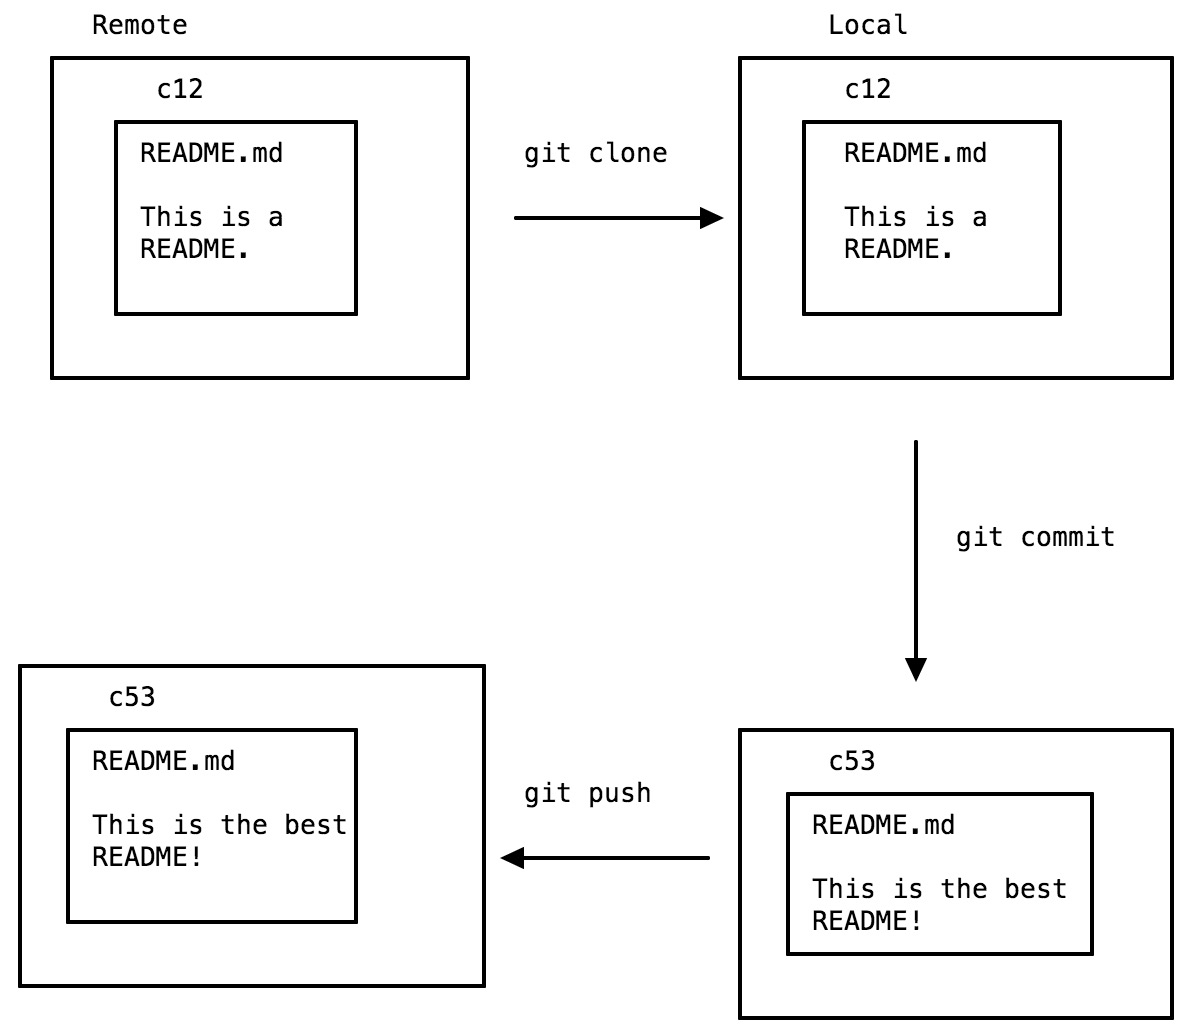 Remote
Local
c12
README.md
This is a
README.
git clone
c12
README.md
This is a
README.
git commit
c53
README.md
This is the best
README!
git push
c53
README.md
This is the best
README!